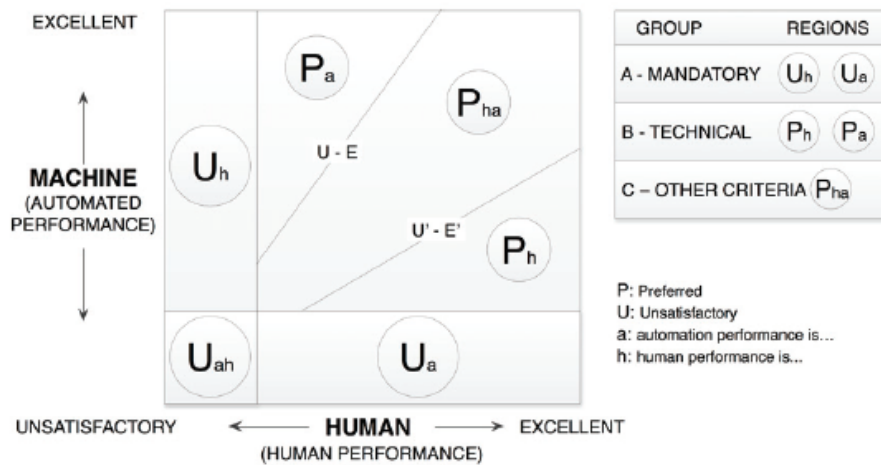 EXCELLENT
MACHINE
(AUTOMATED
PERFORMANCE)
Pa
Pha
U - E
Uh
U' - E'
Ph
Uah
Ua
UNSATISFACTORY
HUMAN
EXCELLENT
(HUMAN PERFORMANCE)
GROUP REGIONS
A - MANDATORY Uh Ua
B - TECHNICAL Ph Pa
C – OTHER CRITERIA Pha
P: Preferred
U: Unsatisfactory
a: automation performance is...
h: human performance is...